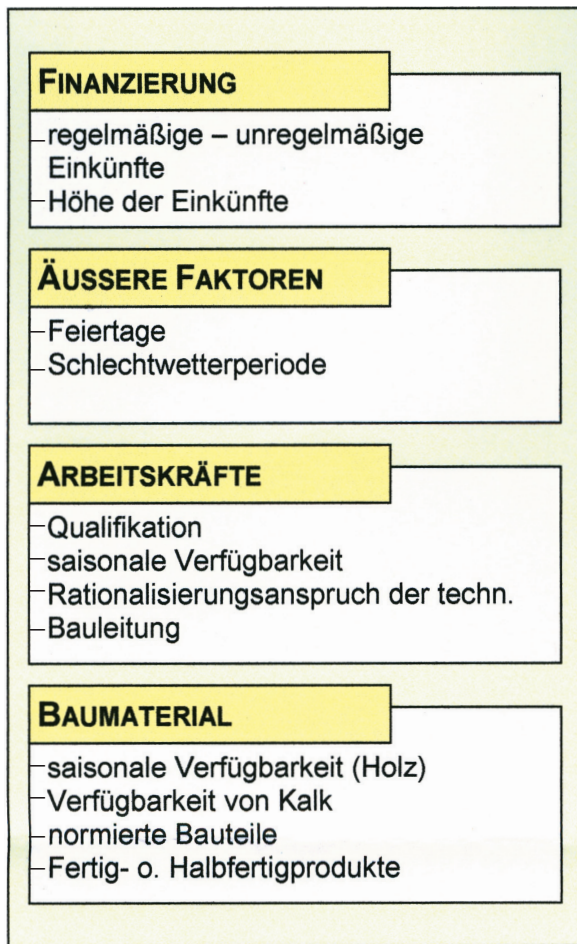 FINANZIERUNG
– regelmäßige – unregelmäßige
Einkünfte
– Höhe der Einkünfte
ÄUSSERE FAKTOREN
– Feiertage
– Schlechtwetterperiode
ARBEITSKRÄFTE
– Qualifikation
– saisonale Verfügbarkeit
– Rationalisierungsanspruch der techn.
– Bauleitung
BAUMATERIAL
– saisonale Verfügbarkeit (Holz)
– Verfügbarkeit von Kalk
– normierte Bauteile
– Fertig- o. Halbfertigprodukte